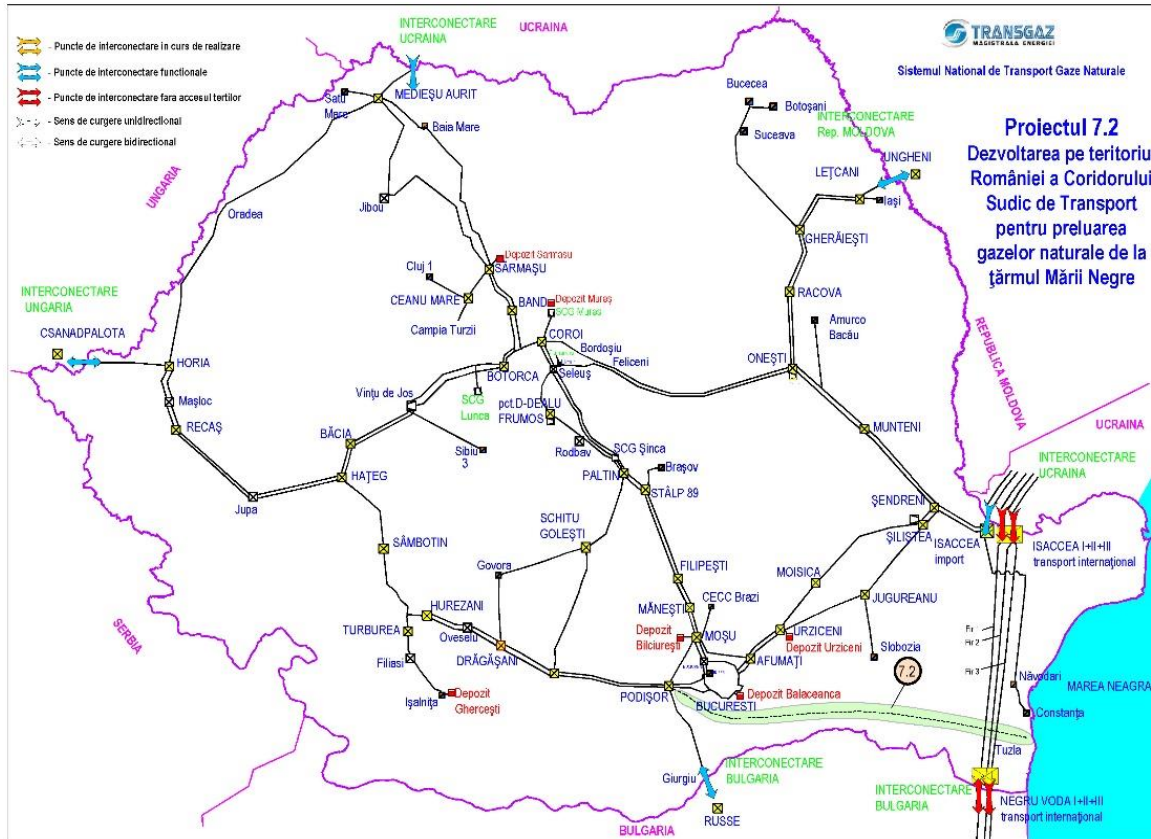 - Puncte de interconectare in curs de realizare
- Puncte de interconectare functionale
- Puncte de interconectare fara accesul tertilor
- Sens de curgere unidirectional
- Sens de curgere bidirectional
INTERCONECTARE
UCRAINA
UCRAINA
TRANSGAZ
MAGISTRALA ENERGIEI
Sistemul National de Transport Gaze Naturale
Proiectul 7.2
Dezvoltarea pe teritoriu
României a Coridorului
Sudic de Transport
pentru preluarea
gazelor naturale de la
ţărmul Mării Negre
Satu
Mare
MEDIEŞU AURIT
Baia Mare
Bucecea
Botoşani
Suceava
INTERCONECTARE
Rep. MOLDOVA
UNGHENI
LEŢCANI
Iaşi
UNGARIA
Oradea
Jibou
GHERĂIEŞTI
Depozit Sarmasu
SĂRMAŞU
Cluj 1
CEANU MARE
Campia Turzii
BAND
Depozit Mureş
SCG Mures
COROI
Bordoşiu
Feliceni
RACOVA
Amurco
Bacău
ONEŞTI
REPUBLICA MOLDOVA
INTERCONECTARE
UNGARIA
CSANADPALOTA
HORIA
Maşloc
RECAŞ
BOTORCA
Seleuş
Vinţu de Jos
SCG
Lunca
pct.D-DEALU
FRUMOS
BĂCIA
Sibiu
3
Rodbav
SCG Şinca
PALTIN
Braşov
STÂLP 89
MUNTENI
UCRAINA
INTERCONECTARE
UCRAINA
HAŢEG
Jupa
ŞENDRENI
ŞILIŞTEA
ISACCEA
import
ISACCEA I+II+III
transport internaţional
SÂMBOTIN
SCHITU
GOLEŞTI
Govora
FILIPEŞTI
MOISICA
JUGUREANU
MĂNEŞTI
CECC Brazi
HUREZANI
Oveselu
TURBUREA
DRĂGĂŞANI
Filiasi
Işalniţa
Depozit
Ghercești
SERBIA
Depozit
Bilciureşti
MOŞU
URZICENI
Depozit Urziceni
AFUMAŢI
Slobozia
7.2
PODIŞOR
BUCURESTI
Depozit Balaceanca
Fir 2
Fir 3
Năvodari
MAREA NEAGRA
Constanţa
Tuzla
Giurgiu
INTERCONECTARE
BULGARIA
RUSSE
BULGARIA
INTERCONECTARE
BULGARIA
NEGRU VODA I+II+III
transport internaţional